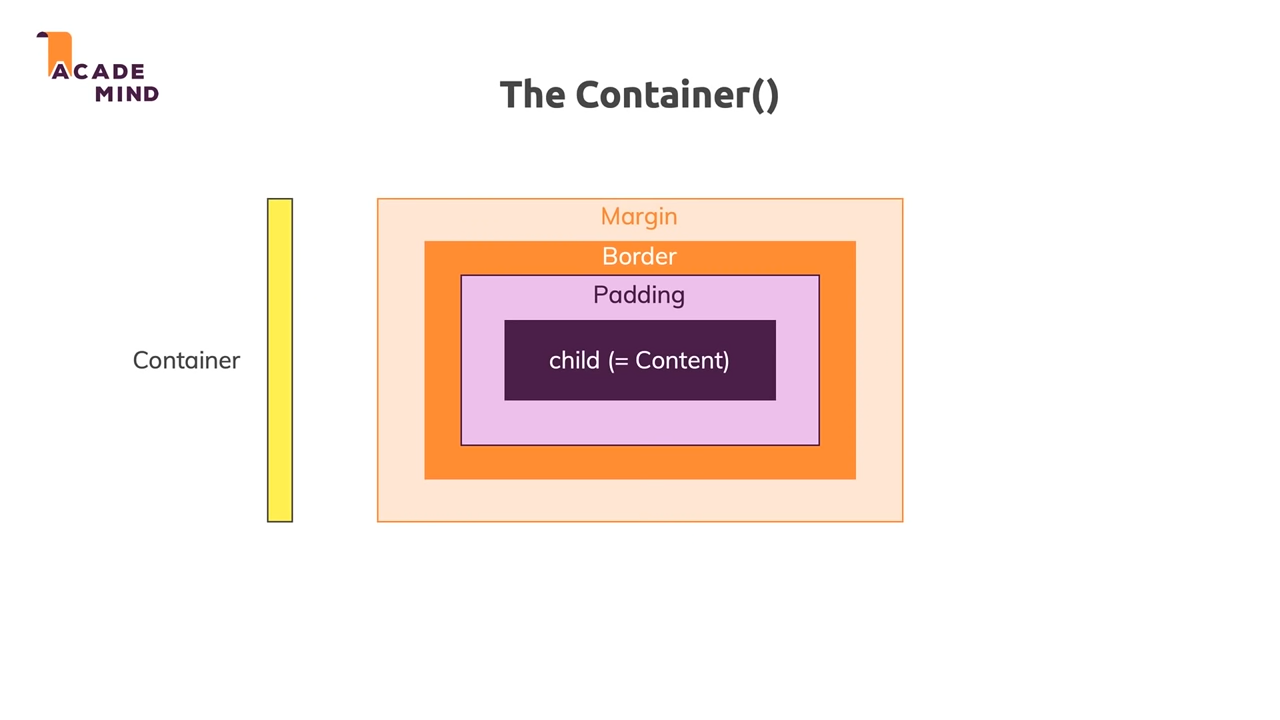 ACADE
MIND
The Container()
Margin
Border
Padding
Container
child (= Content)